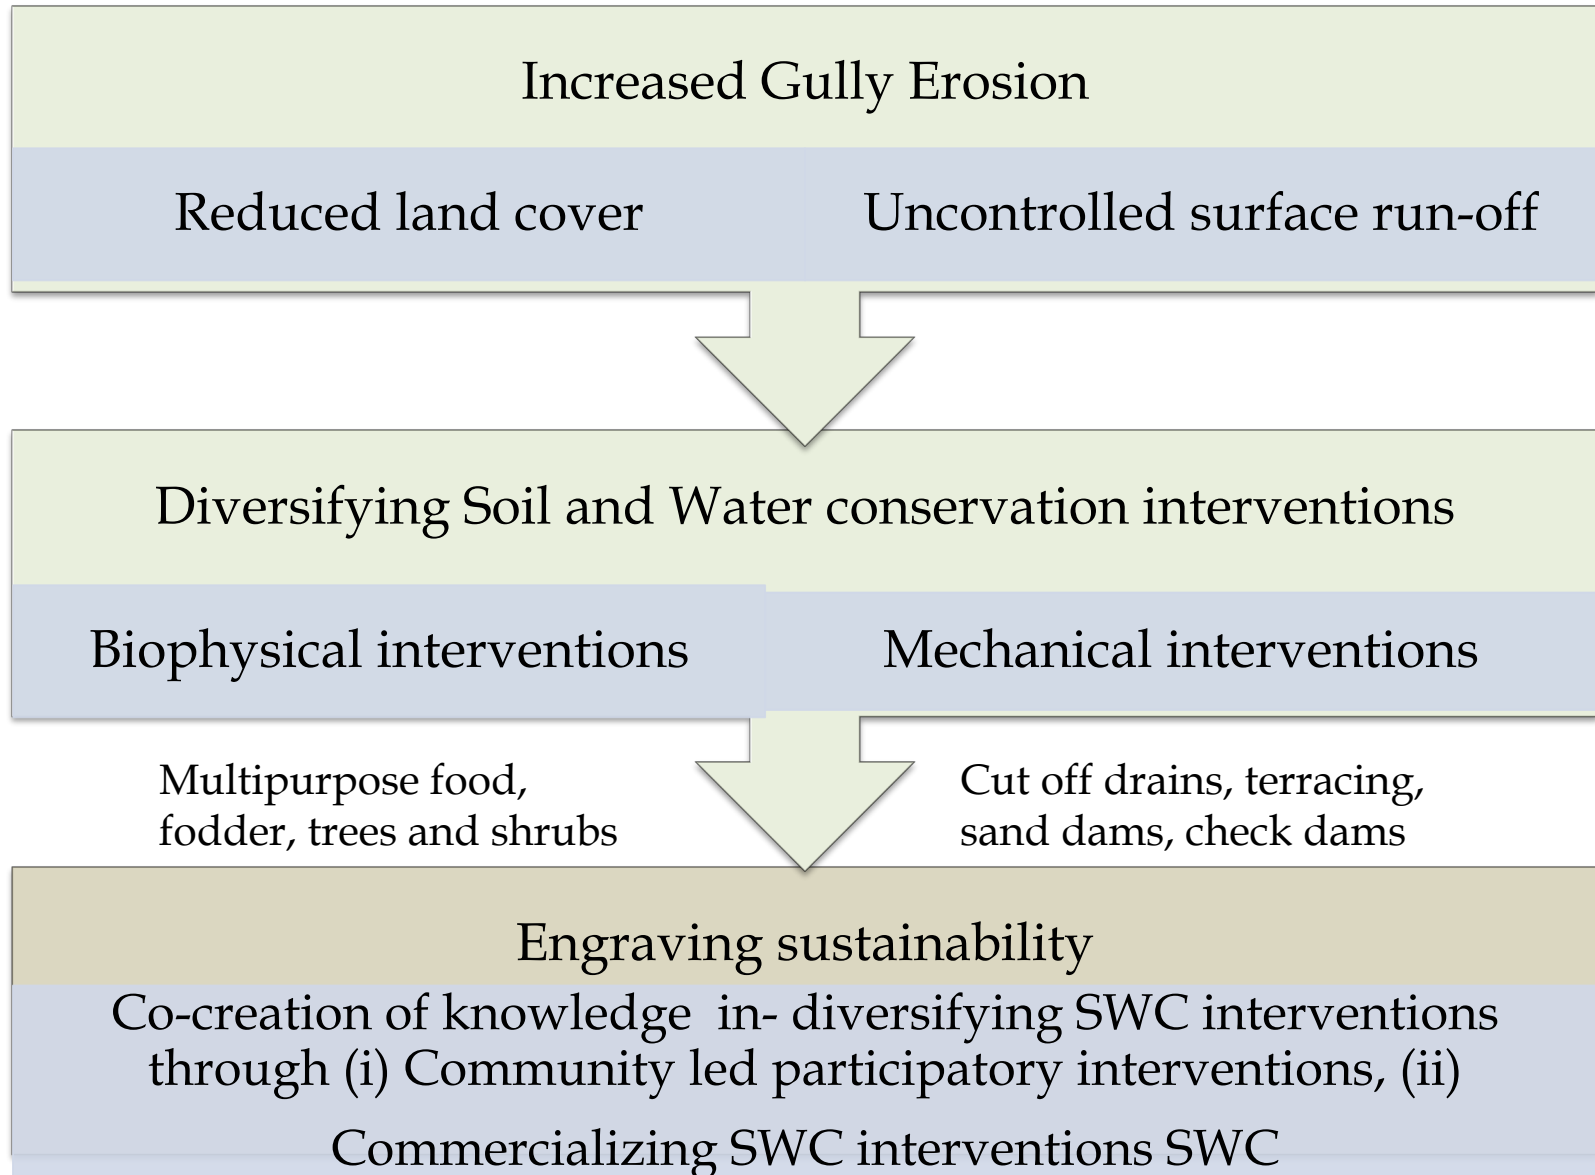 Increased Gully Erosion
Reduced land cover
Uncontrolled surface run-off
Diversifying Soil and Water conservation interventions
Biophysical interventions
Mechanical interventions
Multipurpose food,
fodder, trees and shrubs
Cut off drains, terracing,
sand dams, check dams
Engraving sustainability
Co-creation of knowledge in- diversifying SWC interventions
through (i) Community led participatory interventions, (ii)
Commercializing SWC interventions SWC